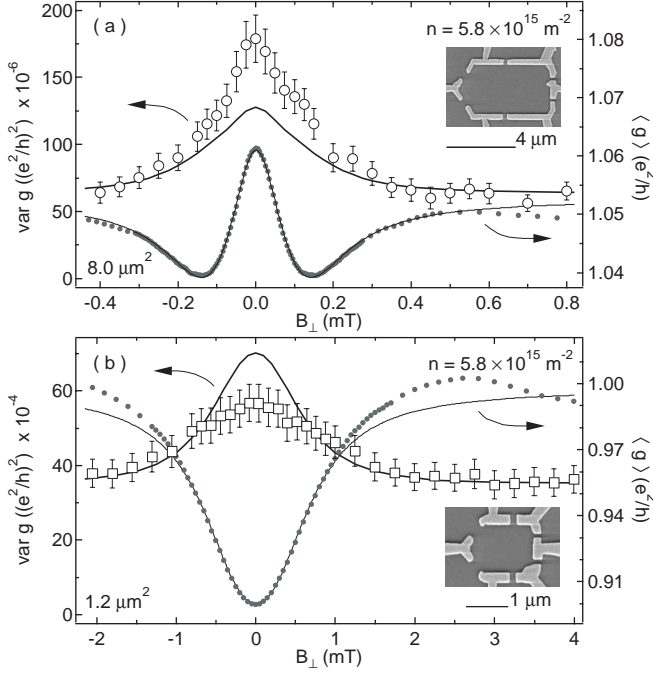 ( a )
n = 5.8 × 10¹⁵ m⁻²
200
150
100
50
0
var g ((e²/h)²) × 10⁻⁶
1.08
1.07
1.06
1.05
1.04
⟨ g ⟩ (e²/h)
4 μm
8.0 μm²
-0.4 -0.2 0.0 0.2 0.4 0.6 0.8
B⊥ (mT)
( b )
n = 5.8 × 10¹⁵ m⁻²
60
40
20
0
var g ((e²/h)²) × 10⁻⁴
1.00
0.97
0.94
0.91
⟨ g ⟩ (e²/h)
1 μm
1.2 μm²
-2 -1 0 1 2 3 4
B⊥ (mT)